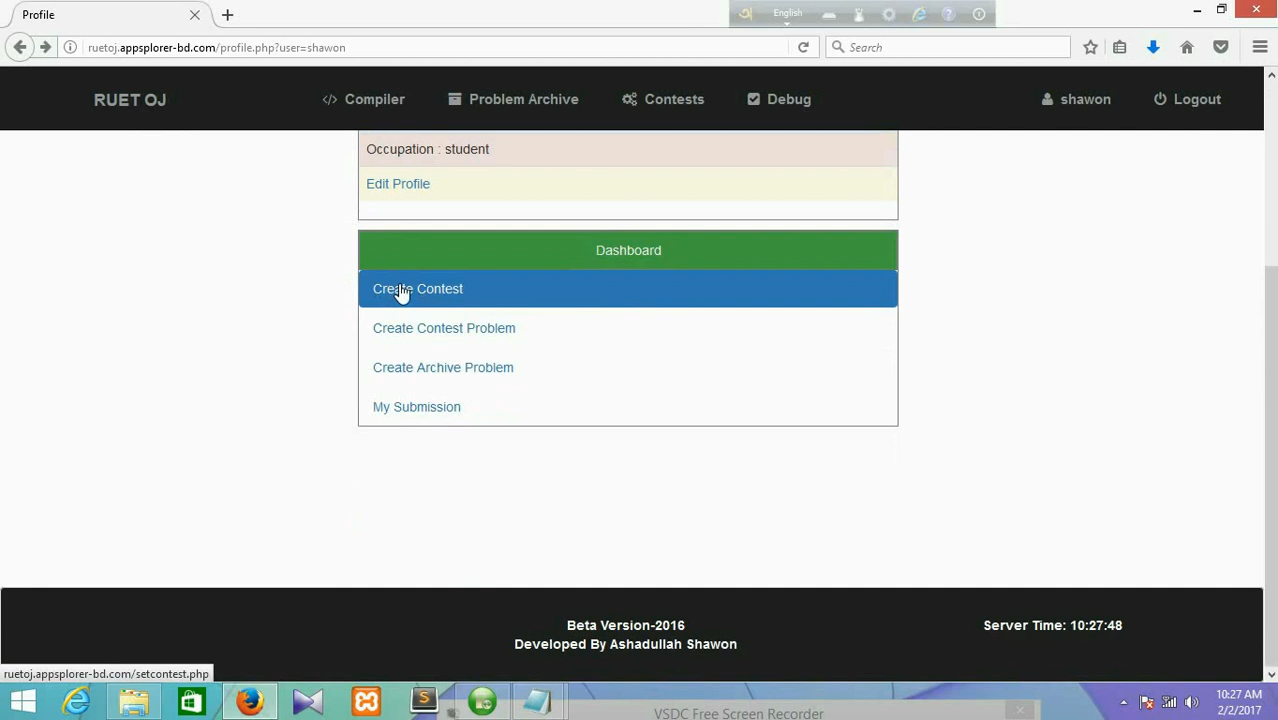 Profile
English
ruetoj.appsplorer-bd.com/profile.php?user=shawon
Search
RUET OJ
Compiler
Problem Archive
Contests
Debug
shawon
Logout
Occupation : student
Edit Profile
Dashboard
Create Contest
Create Contest Problem
Create Archive Problem
My Submission
Beta Version-2016
Developed By Ashadullah Shawon
Server Time: 10:27:48
ruetoj.appsplorer-bd.com/setcontest.php
VSDC Free Screen Recorder
10:27 AM
2/2/2017